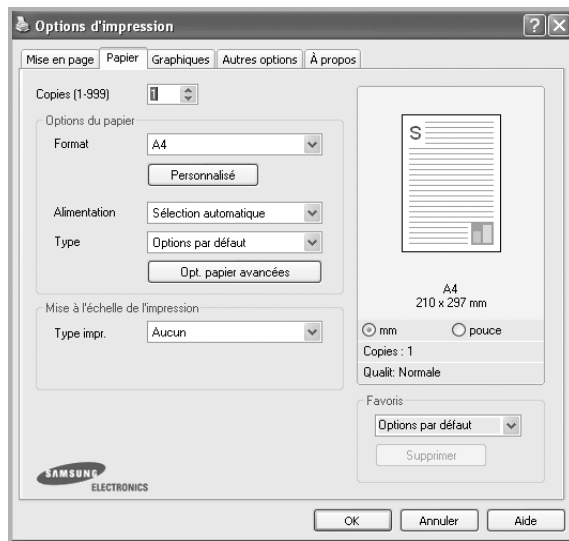 Options d'impression
Mise en page Papier Graphiques Autres options À propos
Copies (1-999) 1
Options du papier
Format A4
Personnalisé
Alimentation Sélection automatique
Type Options par défaut
Opt. papier avancées
Mise à l'échelle de l'impression
Type impr. Aucun
S
A4
210 x 297 mm
mm pouce
Copies : 1
Qualit: Normale
Favoris
Options par défaut
Supprimer
SAMSUNG
ELECTRONICS
OK Annuler Aide